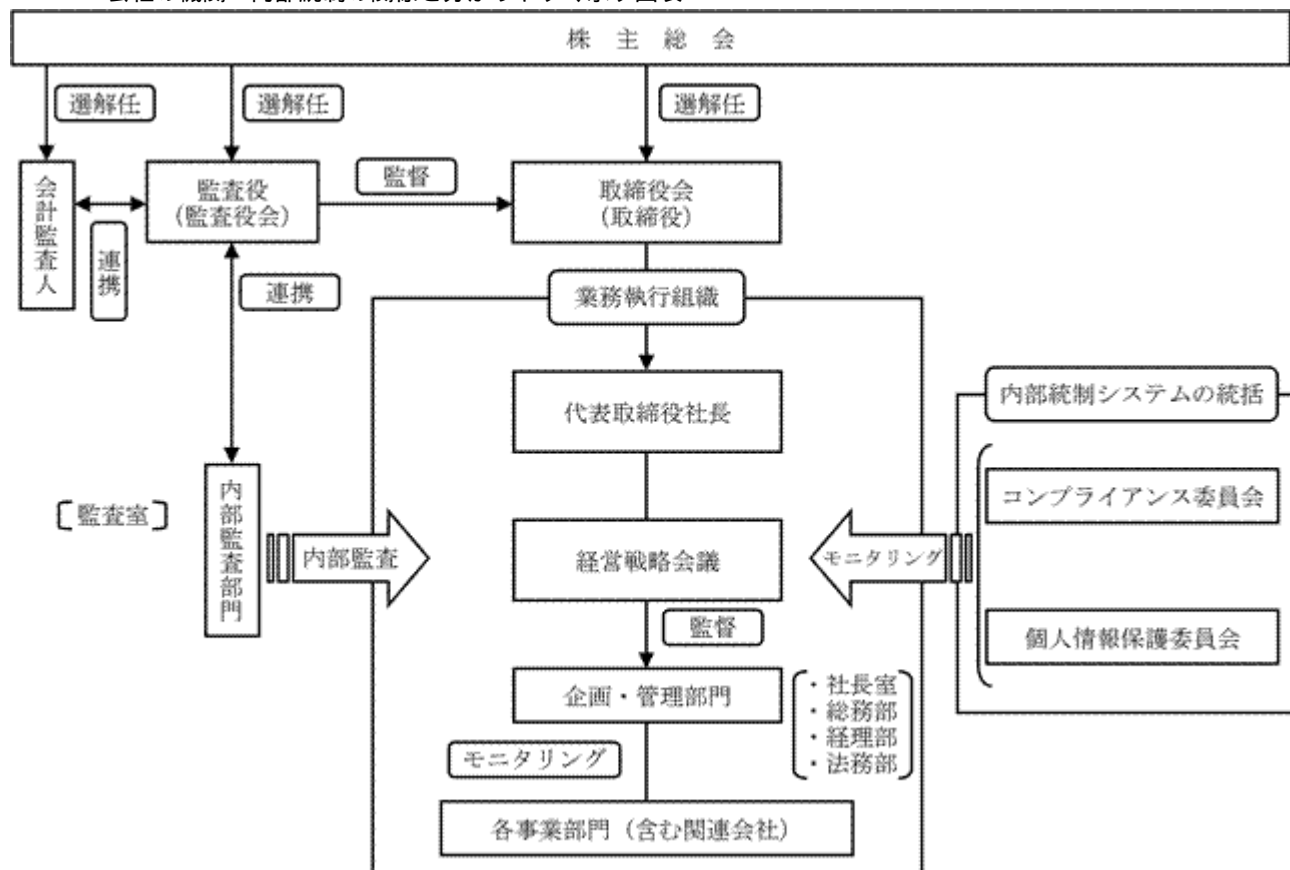 株主総会
選解任
選解任
選解任
会計監査人
監査役
(監査役会)
監督
取締役会
(取締役)
連携
連携
業務執行組織
代表取締役社長
内部統制システムの統括
コンプライアンス委員会
〔監査室〕
内部監査部門
内部監査
経営戦略会議
モニタリング
個人情報保護委員会
監督
企画・管理部門
・社長室
・総務部
・経理部
・法務部
モニタリング
各事業部門（含む関連会社）